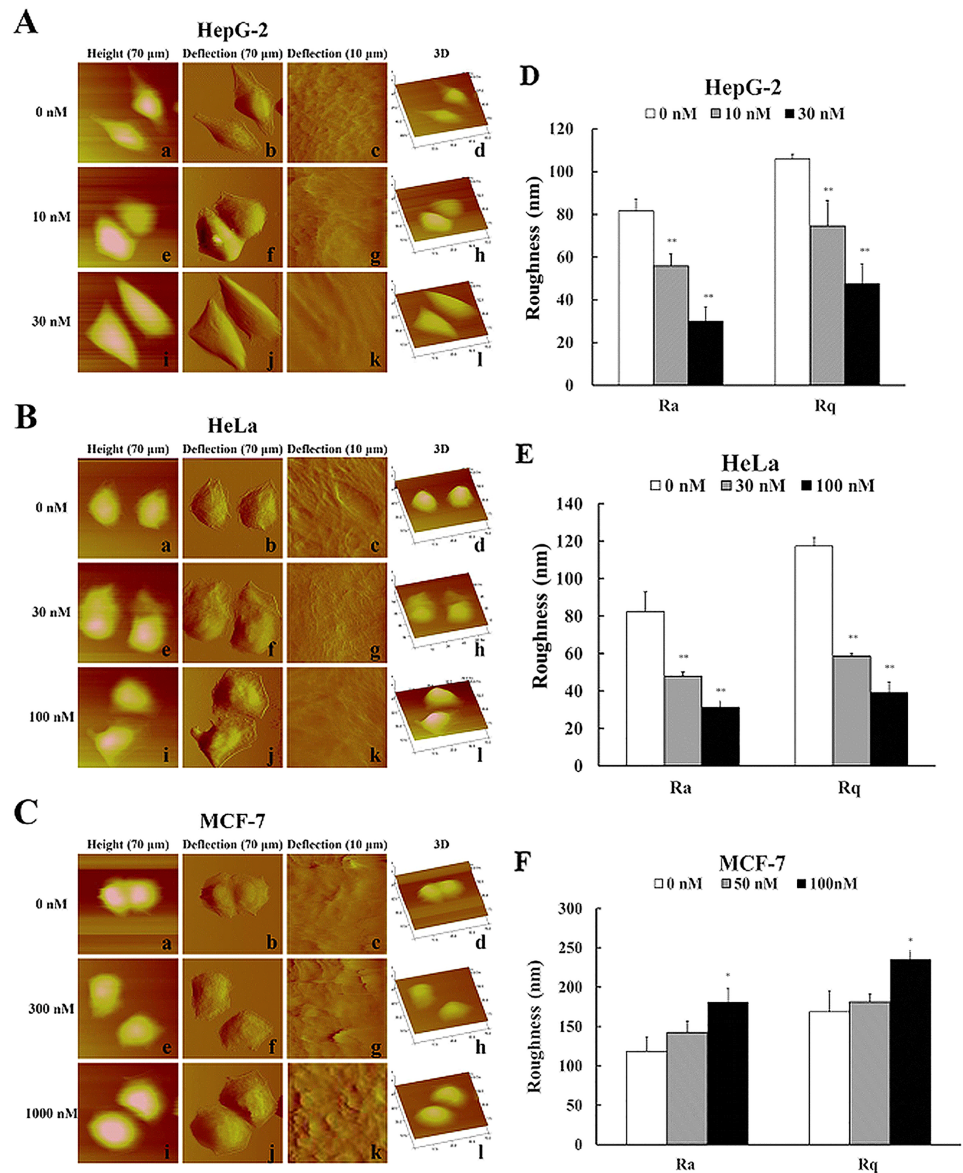 A
HepG-2
Height (70 μm) Deflection (70 μm) Deflection (10 μm) 3D
0 nM
a b c d
10 nM
e f g h
30 nM
i j k l
B
HeLa
Height (70 μm) Deflection (70 μm) Deflection (10 μm) 3D
0 nM
a b c d
30 nM
e f g h
100 nM
i j k l
C
MCF-7
Height (70 μm) Deflection (70 μm) Deflection (10 μm) 3D
0 nM
a b c d
300 nM
e f g h
1000 nM
i j k l
D
HepG-2
0 nM 10 nM 30 nM
Roughness (nm)
120
100
80
60
40
20
0
** ** ** **
Ra Rq
E
HeLa
0 nM 30 nM 100 nM
Roughness (nm)
140
120
100
80
60
40
20
0
** ** ** **
Ra Rq
F
MCF-7
0 nM 50 nM 100nM
Roughness (nm)
300
250
200
150
100
50
0
* *
Ra Rq